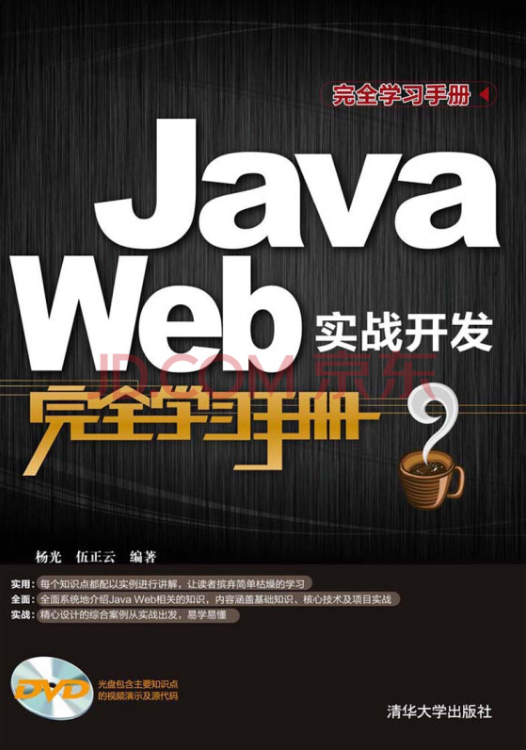 完全学习手册
Java
Web 实战开发
JD.COM 京东
完全学习手册
杨光 伍正云 编著
实用：每个知识点都配以实例进行讲解，让读者摈弃简单枯燥的学习
全面：全面系统地介绍Java Web相关的知识，内容涵盖基础知识、核心技术及项目实战
实战：精心设计的综合案例从实战出发，易学易懂
DVD
光盘包含主要知识点
的视频演示及源代码
清华大学出版社